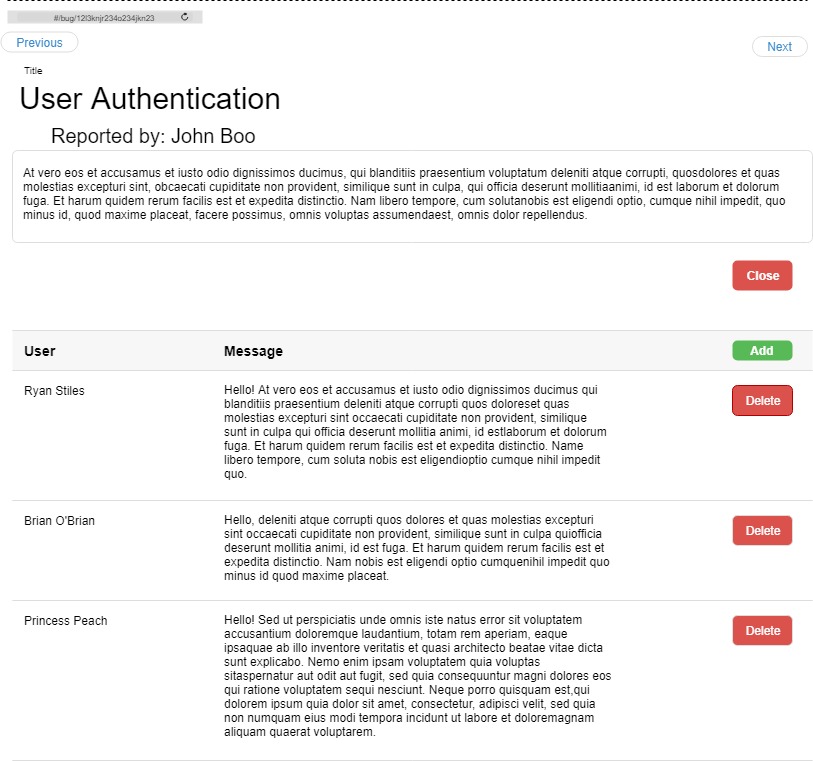 #/bug/12l3knjr234o234jkn23
Previous
Next
Title
User Authentication
Reported by: John Boo
At vero eos et accusamus et iusto odio dignissimos ducimus, qui blanditiis praesentium voluptatum deleniti atque corrupti, quosdolores et quas
molestias excepturi sint, obcaecati cupiditate non provident, similique sunt in culpa, qui officia deserunt mollitiaanimi, id est laborum et dolorum
fuga. Et harum quidem rerum facilis est et expedita distinctio. Nam libero tempore, cum solutanobis est eligendi optio, cumque nihil impedit, quo
minus id, quod maxime placeat, facere possimus, omnis voluptas assumendaest, omnis dolor repellendus.
Close
User Message Add
Ryan Stiles
Hello! At vero eos et accusamus et iusto odio dignissimos ducimus qui
blanditiis praesentium deleniti atque corrupti quos doloreset quas
molestias excepturi sint occaecati cupiditate non provident, similique
sunt in culpa qui officia deserunt mollitia animi, id estlaborum et dolorum
fuga. Et harum quidem rerum facilis est et expedita distinctio. Name
libero tempore, cum soluta nobis est eligendioptio cumque nihil impedit
quo.
Delete
Brian O'Brian
Hello, deleniti atque corrupti quos dolores et quas molestias excepturi
sint occaecati cupiditate non provident, similique sunt in culpa quiofficia
deserunt mollitia animi, id est fuga. Et harum quidem rerum facilis est et
expedita distinctio. Nam nobis est eligendi optio cumquenihil impedit quo
minus id quod maxime placeat.
Delete
Princess Peach
Hello! Sed ut perspiciatis unde omnis iste natus error sit voluptatem
accusantium doloremque laudantium, totam rem aperiam, eaque
ipsaquae ab illo inventore veritatis et quasi architecto beatae vitae dicta
sunt explicabo. Nemo enim ipsam voluptatem quia voluptas
sitaspernatur aut odit aut fugit, sed quia consequuntur magni dolores eos
qui ratione voluptatem sequi nesciunt. Neque porro quisquam est,qui
dolorem ipsum quia dolor sit amet, consectetur, adipisci velit, sed quia
non numquam eius modi tempora incidunt ut labore et doloremagnam
aliquam quaerat voluptarem.
Delete